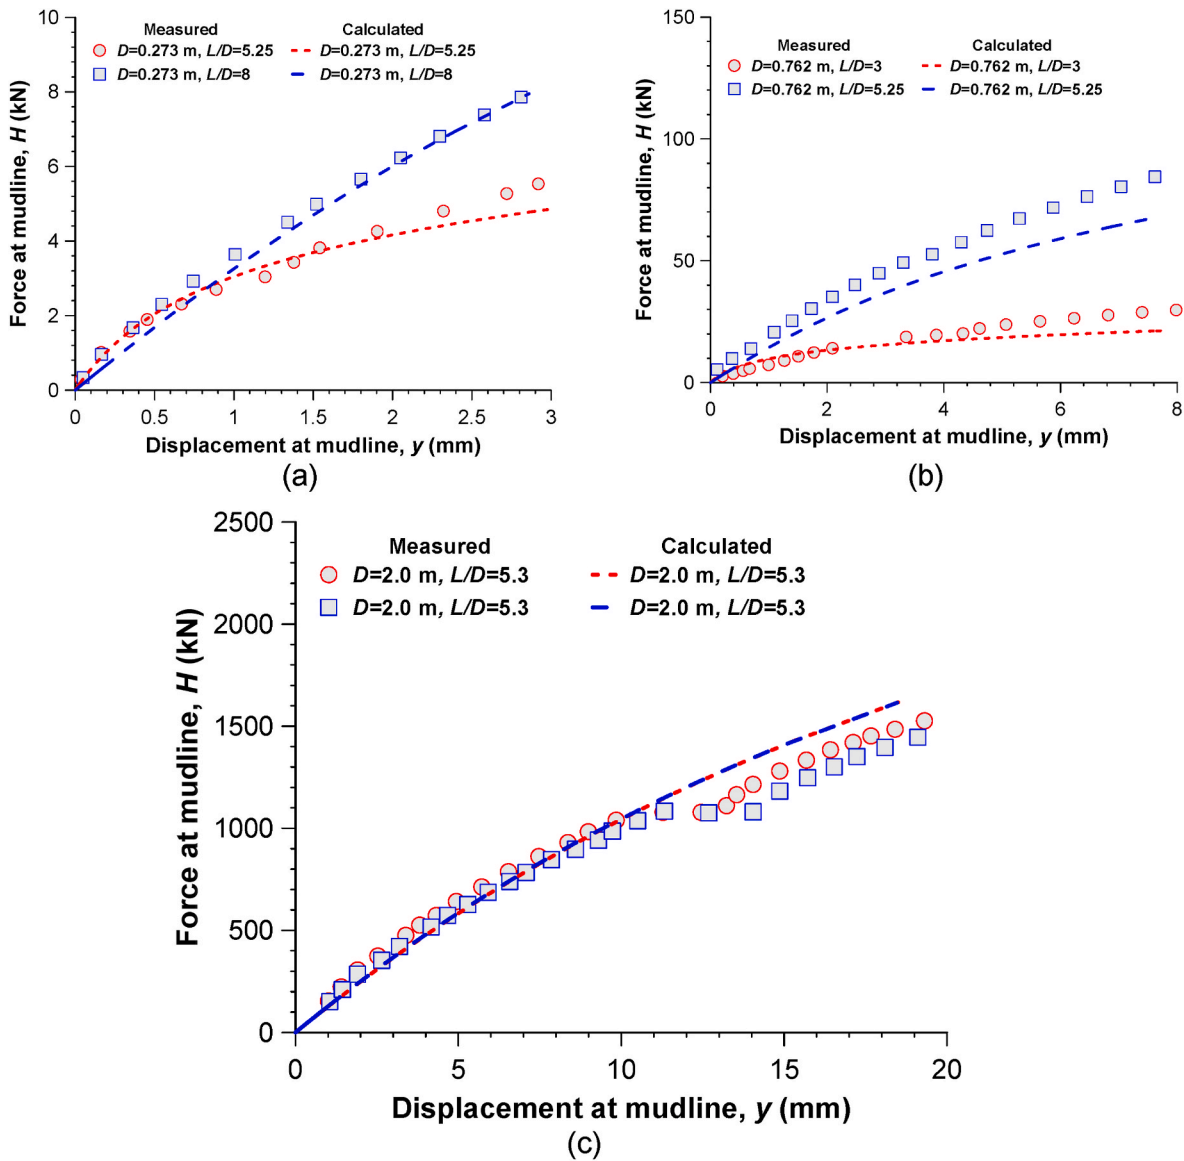 10
8
6
4
2
0
Force at mudline, H (kN)
Measured Calculated
D=0.273 m, L/D=5.25 D=0.273 m, L/D=5.25
D=0.273 m, L/D=8 D=0.273 m, L/D=8
0 0.5 1 1.5 2 2.5 3
Displacement at mudline, y (mm)
(a)
150
100
50
0
Force at mudline, H (kN)
Measured Calculated
D=0.762 m, L/D=3 D=0.762 m, L/D=3
D=0.762 m, L/D=5.25 D=0.762 m, L/D=5.25
0 2 4 6 8
Displacement at mudline, y (mm)
(b)
2500
2000
1500
1000
500
0
Force at mudline, H (kN)
Measured Calculated
D=2.0 m, L/D=5.3 D=2.0 m, L/D=5.3
D=2.0 m, L/D=5.3 D=2.0 m, L/D=5.3
0 5 10 15 20
Displacement at mudline, y (mm)
(c)